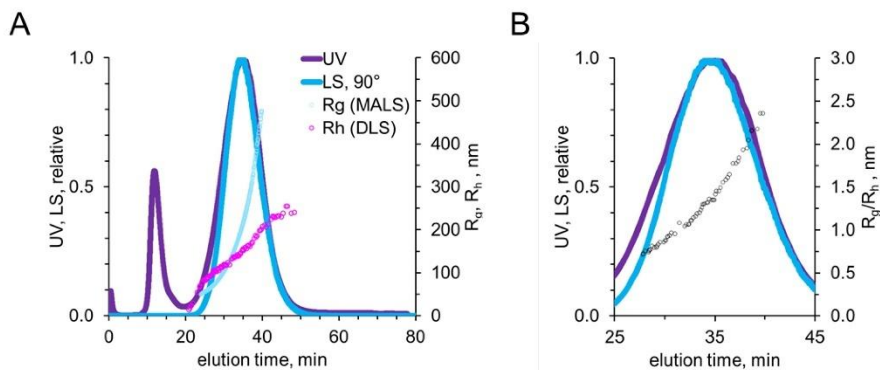 A
UV, LS, relative
1.0
0.5
0.0
0
20
40
60
80
elution time, min
UV
LS, 90°
Rg (MALS)
Rh (DLS)
600
500
400
300
200
100
0
Rg, Rh , nm
B
UV, LS, relative
1.0
0.5
0.0
25
35
45
elution time, min
3.0
2.5
2.0
1.5
1.0
0.5
0.0
Rg/Rh , nm